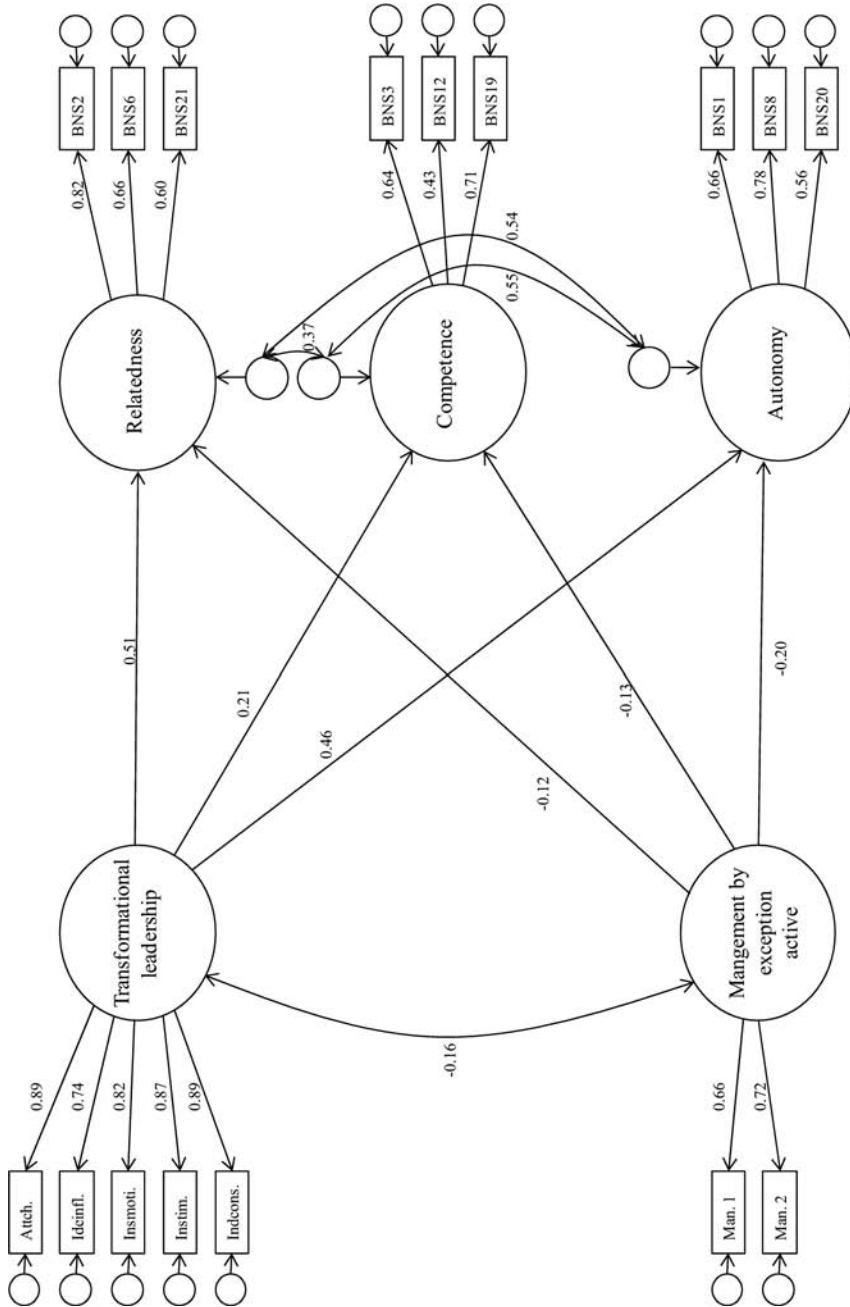 Attch.
Idcinfl.
Insmoti.
Instim.
Indcons.
0.89
0.74
0.82
0.87
0.89
Transformational
leadership
0.51
0.21
0.46
-0.16
Man. 1
Man. 2
0.66
0.72
Mangement by
exception
active
-0.12
-0.13
-0.20
Relatedness
0.82
0.66
0.60
BNS2
BNS6
BNS21
0.37
0.54
0.55
Competence
0.64
0.43
0.71
BNS3
BNS12
BNS19
Autonomy
0.66
0.78
0.56
BNS1
BNS8
BNS20